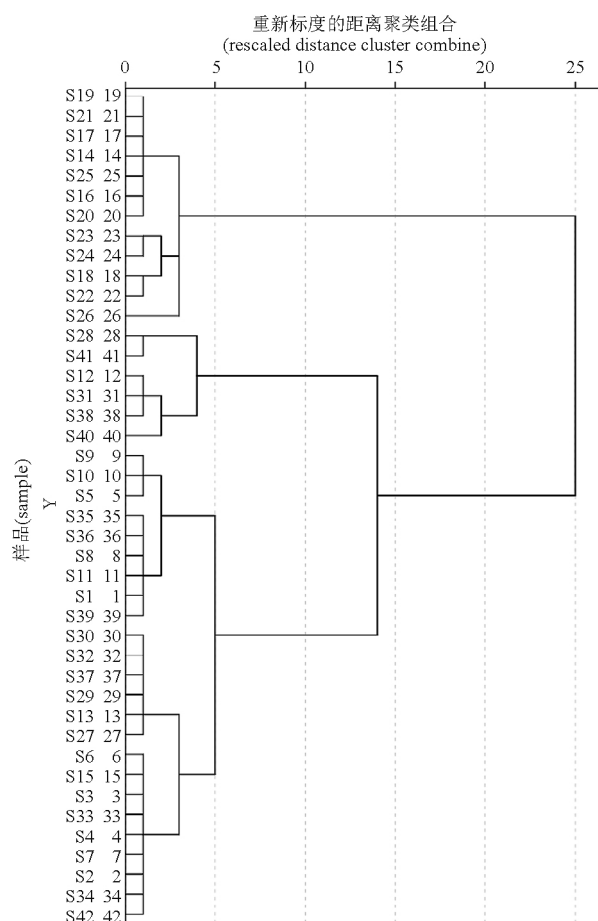 重新标度的距离聚类组合
(rescaled distance cluster combine)
0 5 10 15 20 25
样品(sample)
Y
S19 19
S21 21
S17 17
S14 14
S25 25
S16 16
S20 20
S23 23
S24 24
S18 18
S22 22
S26 26
S28 28
S41 41
S12 12
S31 31
S38 38
S40 40
S9 9
S10 10
S5 5
S35 35
S36 36
S8 8
S11 11
S1 1
S39 39
S30 30
S32 32
S37 37
S29 29
S13 13
S27 27
S6 6
S15 15
S3 3
S33 33
S4 4
S7 7
S2 2
S34 34
S42 42